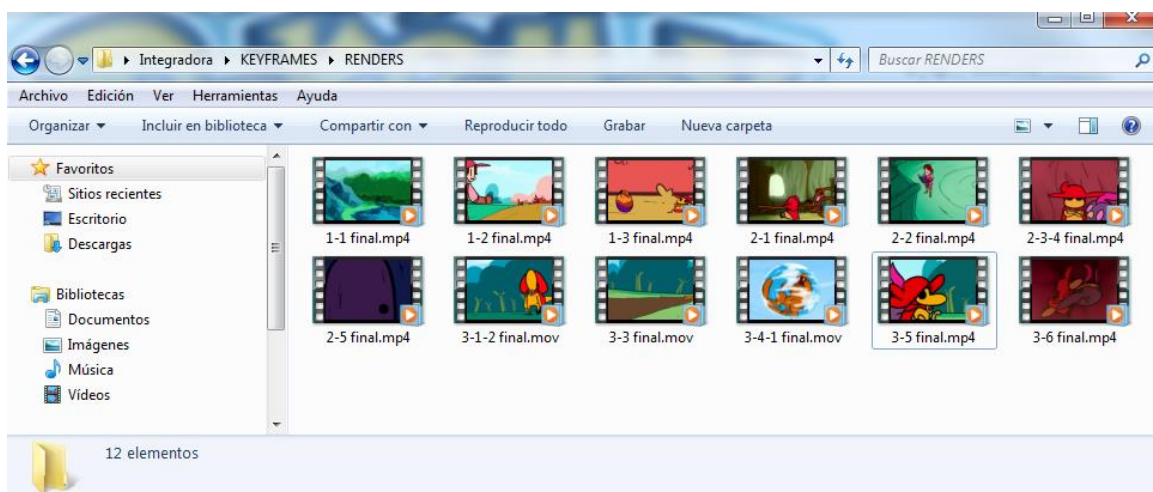 Integradora KEYFRAMES RENDERS Buscar RENDERS
Archivo Edición Ver Herramientas Ayuda
Organizar Incluir en biblioteca Compartir con Reproducir todo Grabar Nueva carpeta
Favoritos
Sitios recientes
Escritorio
Descargas
Bibliotecas
Documentos
Imágenes
Música
Vídeos
1-1 final.mp4 1-2 final.mp4 1-3 final.mp4 2-1 final.mp4 2-2 final.mp4 2-3-4 final.mp4
2-5 final.mp4 3-1-2 final.mov 3-3 final.mov 3-4-1 final.mov 3-5 final.mp4 3-6 final.mp4
12 elementos